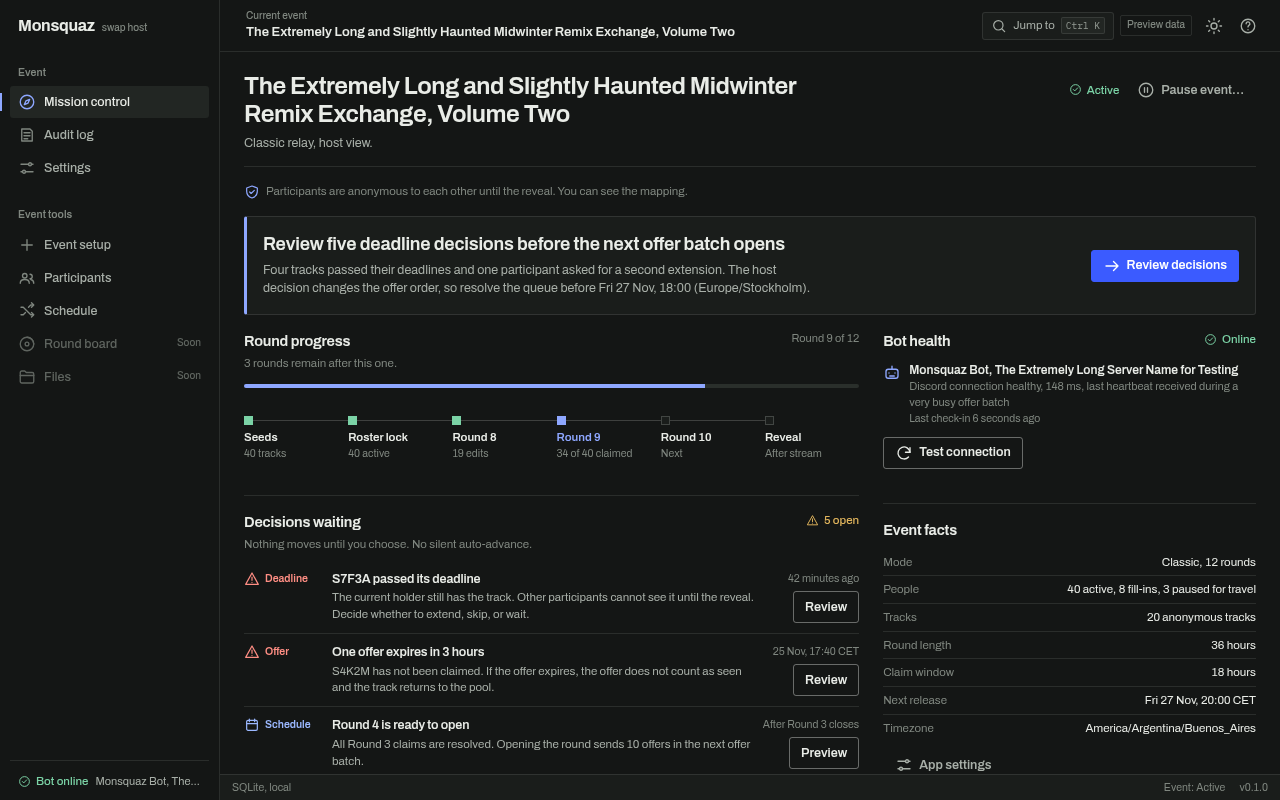 Monsquaz swap host
Event
Mission control
Audit log
Settings
Event tools
Event setup
Participants
Schedule
Round board Soon
Files Soon
Bot online Monsquaz Bot, The...
Current event
The Extremely Long and Slightly Haunted Midwinter Remix Exchange, Volume Two
Jump to Ctrl K
Preview data
The Extremely Long and Slightly Haunted Midwinter
Remix Exchange, Volume Two
Active
Pause event...
Classic relay, host view.
Participants are anonymous to each other until the reveal. You can see the mapping.
Review five deadline decisions before the next offer batch opens
Four tracks passed their deadlines and one participant asked for a second extension. The host
decision changes the offer order, so resolve the queue before Fri 27 Nov, 18:00 (Europe/Stockholm).
Review decisions
Round progress
Round 9 of 12
3 rounds remain after this one.
Seeds
40 tracks
Roster lock
40 active
Round 8
19 edits
Round 9
34 of 40 claimed
Round 10
Next
Reveal
After stream
Decisions waiting
5 open
Nothing moves until you choose. No silent auto-advance.
Deadline
S7F3A passed its deadline
42 minutes ago
The current holder still has the track. Other participants cannot see it until the reveal.
Decide whether to extend, skip, or wait.
Review
Offer
One offer expires in 3 hours
25 Nov, 17:40 CET
S4K2M has not been claimed. If the offer expires, the offer does not count as seen
and the track returns to the pool.
Review
Schedule
Round 4 is ready to open
After Round 3 closes
All Round 3 claims are resolved. Opening the round sends 10 offers in the next offer
batch.
Preview
Bot health
Online
Monsquaz Bot, The Extremely Long Server Name for Testing
Discord connection healthy, 148 ms, last heartbeat received during a
very busy offer batch
Last check-in 6 seconds ago
Test connection
Event facts
Mode Classic, 12 rounds
People 40 active, 8 fill-ins, 3 paused for travel
Tracks 20 anonymous tracks
Round length 36 hours
Claim window 18 hours
Next release Fri 27 Nov, 20:00 CET
Timezone America/Argentina/Buenos_Aires
App settings
SQLite, local
Event: Active v0.1.0